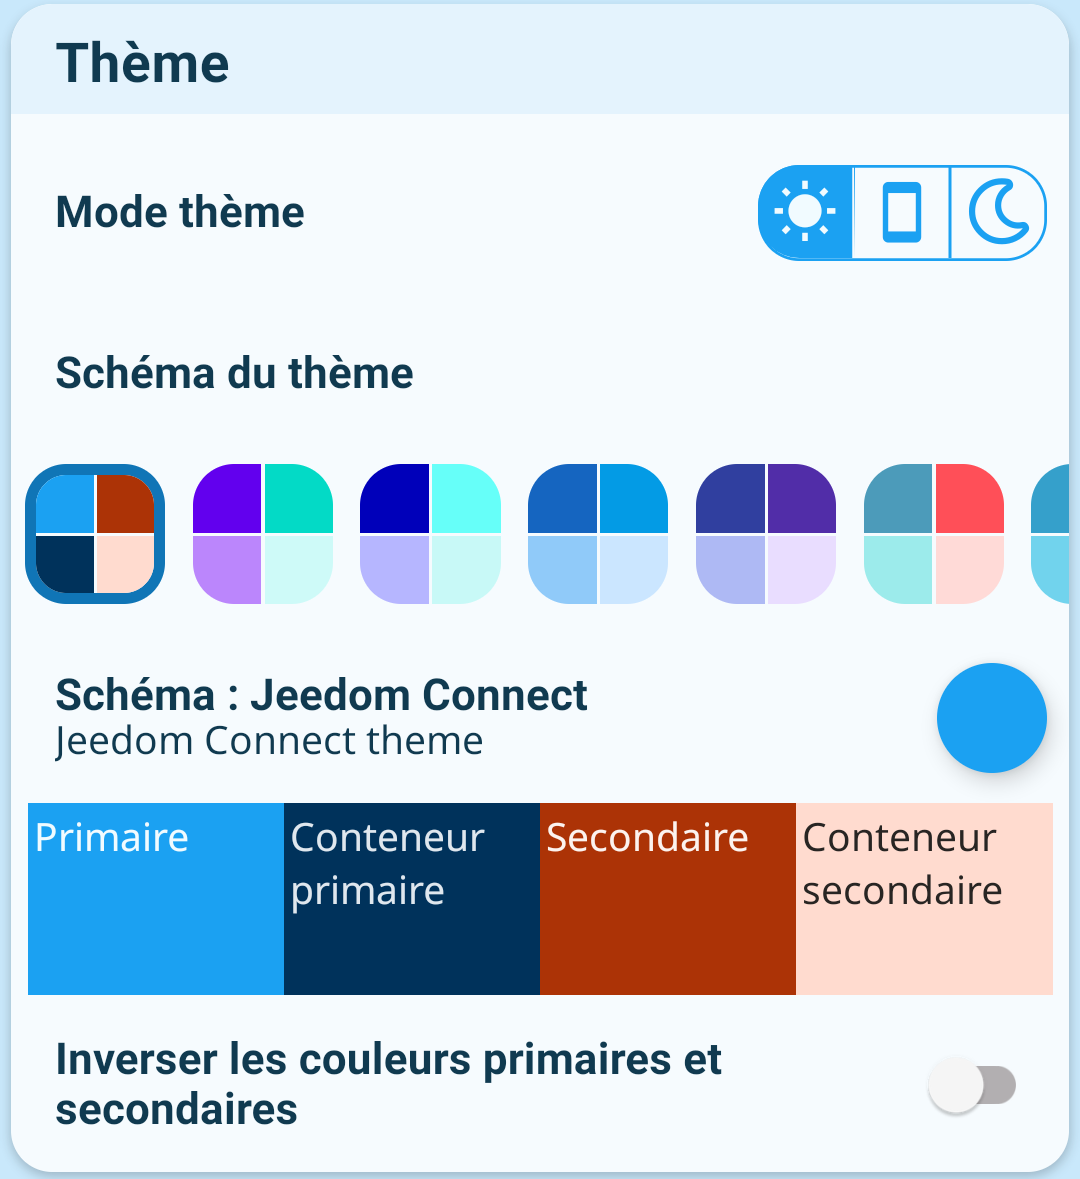 Thème
Mode thème
Schéma du thème
Schéma : Jeedom Connect
Jeedom Connect theme
Primaire
Conteneur
primaire
Secondaire
Conteneur
secondaire
Inverser les couleurs primaires et
secondaires